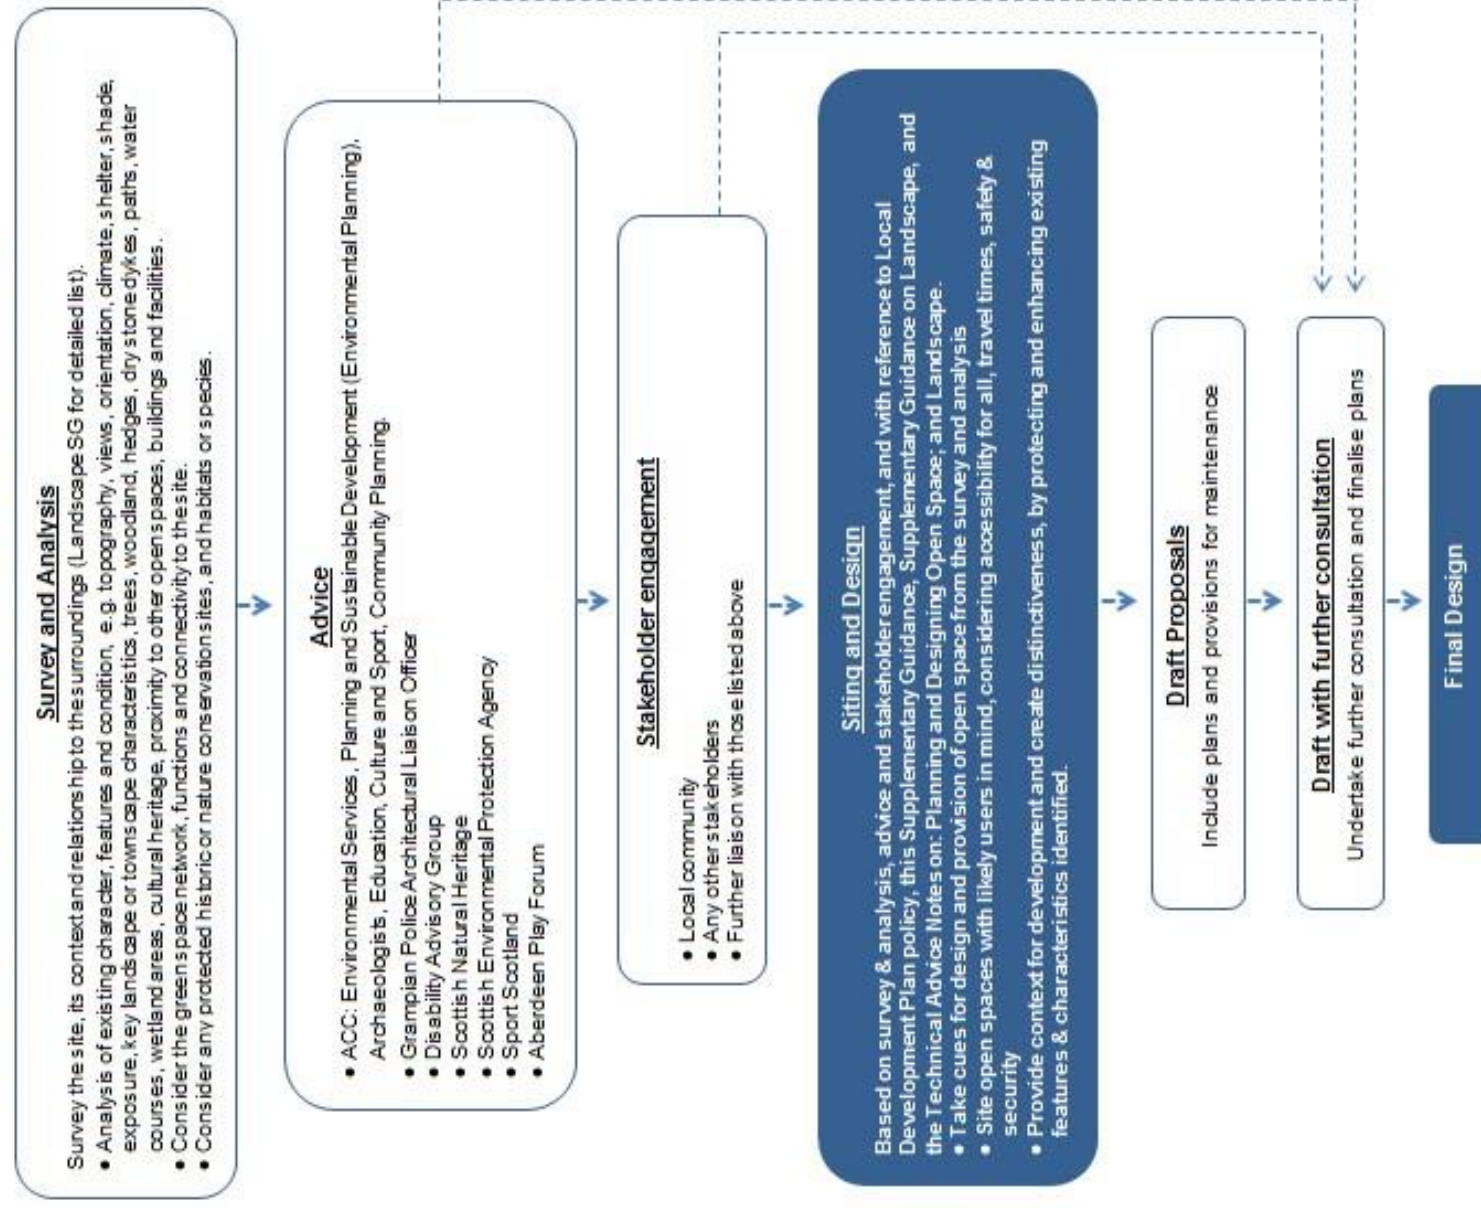 Survey and Analysis
Survey the site, its context and relationship to the surroundings (Landscape SG for detailed list).
• Analysis of existing character, features and condition, e.g. topography, views, orientation, climate, shelter, shade,
exposure, key landscape or townscape characteristics, trees, woodland, hedges, dry stone dykes, paths, water
courses, wetland areas, cultural heritage, proximity to other open spaces, buildings and facilities.
• Consider the greenspace network, functions and connectivity to the site.
• Consider any protected historic or nature conservation sites, and habitats or species.
Advice
• ACC: Environmental Services, Planning and Sustainable Development (Environmental Planning),
Archaeologists, Education, Culture and Sport, Community Planning.
• Grampian Police Architectural Liaison Officer
• Disability Advisory Group
• Scottish Natural Heritage
• Scottish Environmental Protection Agency
• Sport Scotland
• Aberdeen Play Forum
Stakeholder engagement
• Local community
• Any other stakeholders
• Further liaison with those listed above
Siting and Design
Based on survey & analysis, advice and stakeholder engagement, and with reference to Local
Development Plan policy, this Supplementary Guidance, Supplementary Guidance on Landscape, and
the Technical Advice Notes on: Planning and Designing Open Space; and Landscape.
• Take cues for design and provision of open space from the survey and analysis
• Site open spaces with likely users in mind, considering accessibility for all, travel times, safety &
security
• Provide context for development and create distinctiveness, by protecting and enhancing existing
features & characteristics identified.
Draft Proposals
Include plans and provisions for maintenance
Draft with further consultation
Undertake further consultation and finalise plans
Final Design